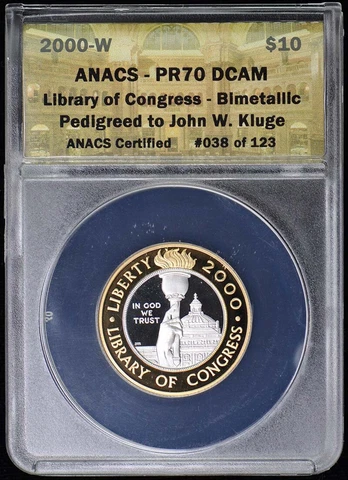 2000-W $10
ANACS - PR70 DCAM
Library of Congress - Bimetallic
Pedigreed to John W. Kluge
ANACS Certified #038 of 123
LIBERTY 2000
IN GOD
WE
TRUST
LIBRARY OF CONGRESS